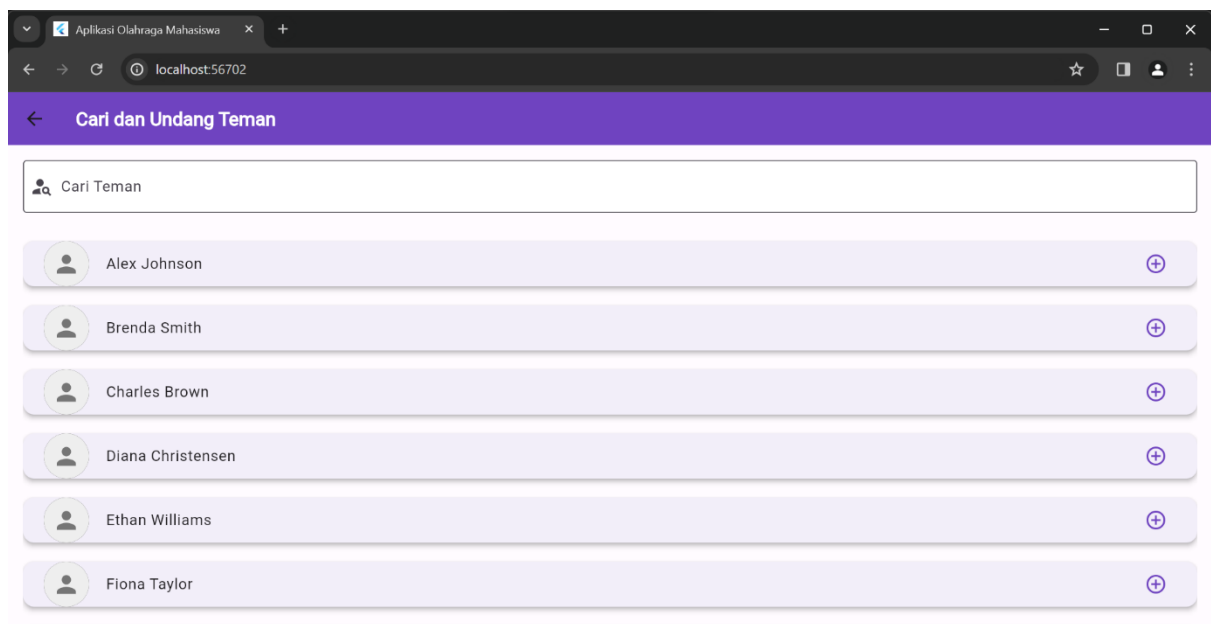 Aplikasi Olahraga Mahasiswa
localhost:56702
Cari dan Undang Teman
Cari Teman
Alex Johnson
Brenda Smith
Charles Brown
Diana Christensen
Ethan Williams
Fiona Taylor